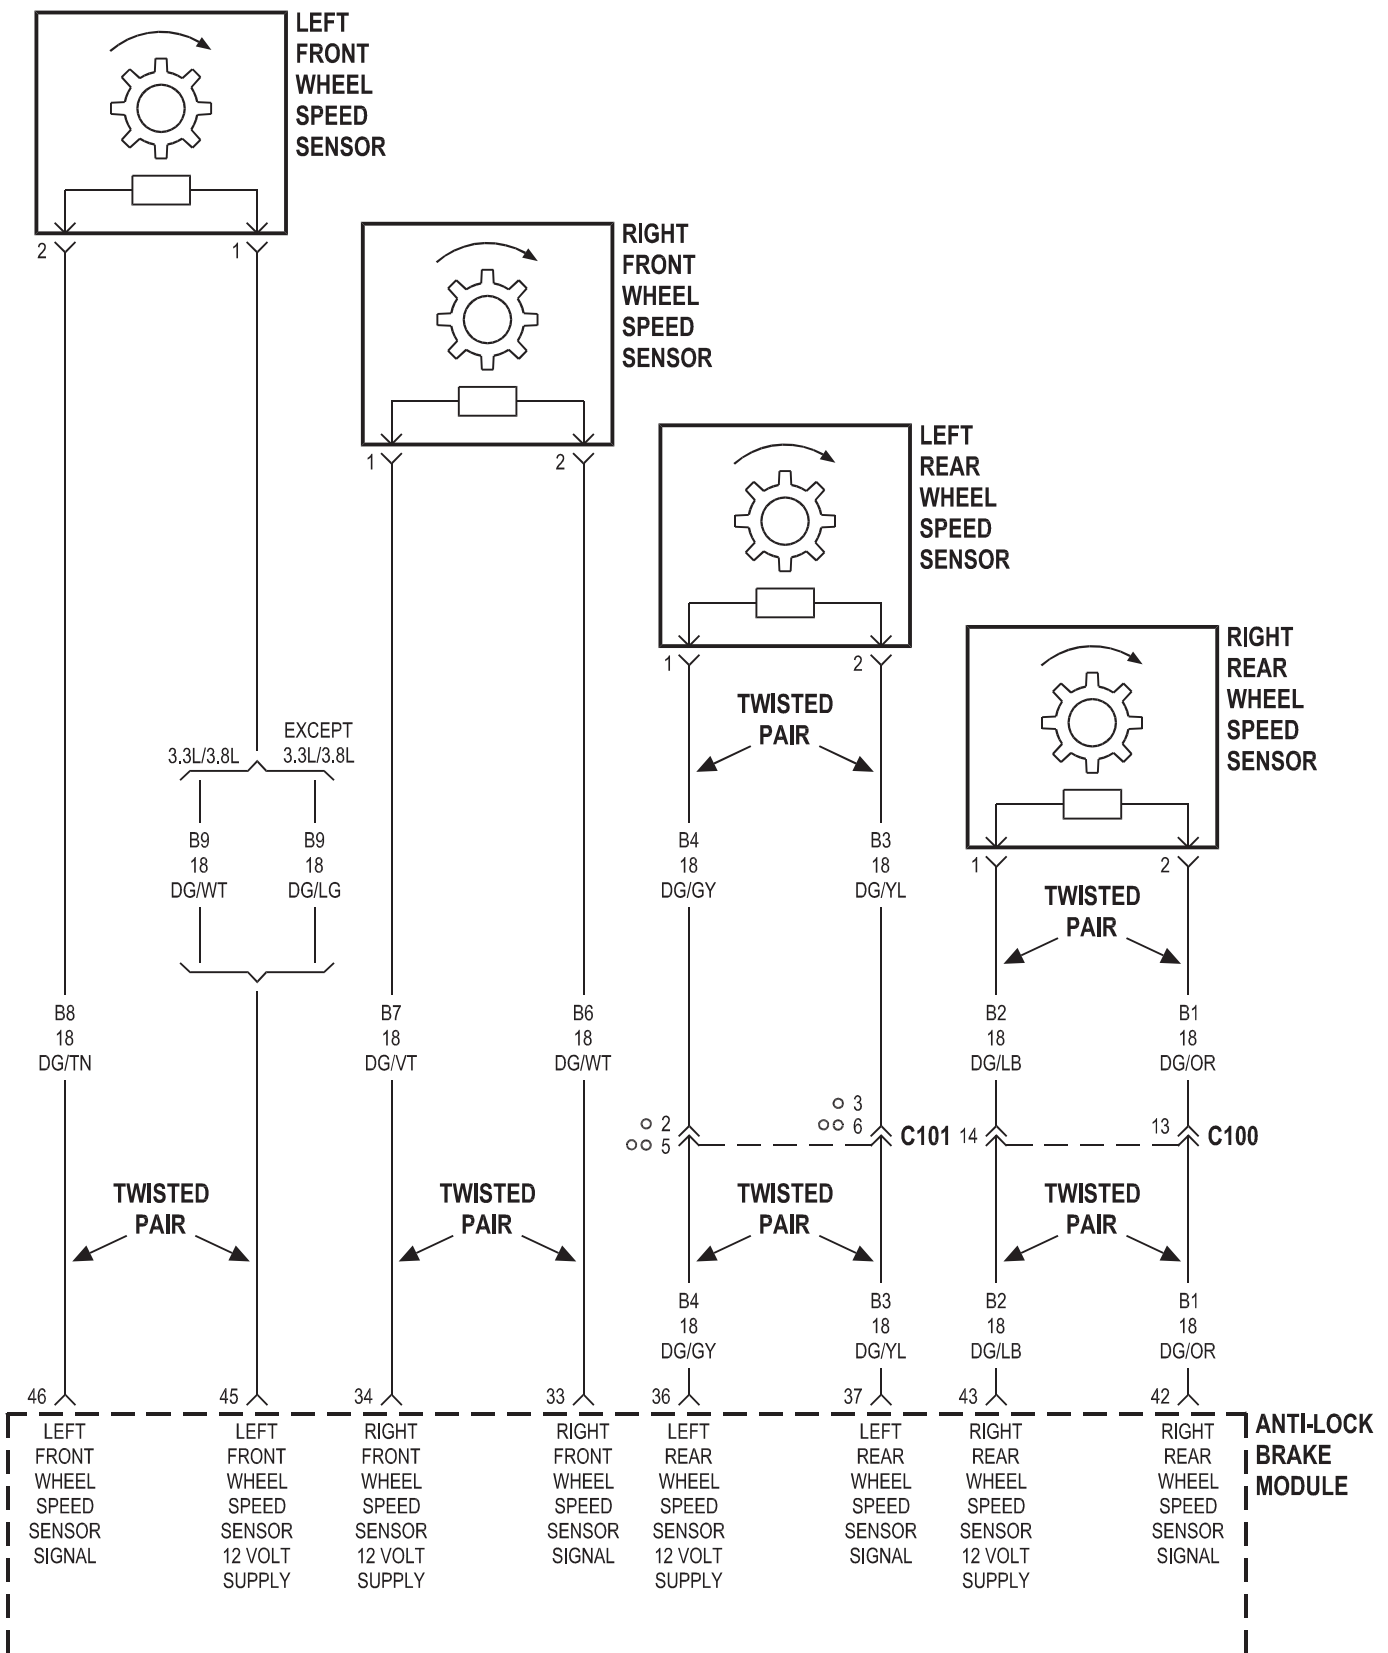 LEFT
FRONT
WHEEL
SPEED
SENSOR
2
1
RIGHT
FRONT
WHEEL
SPEED
SENSOR
1
2
LEFT
REAR
WHEEL
SPEED
SENSOR
1
2
RIGHT
REAR
WHEEL
SPEED
SENSOR
1
2
TWISTED
PAIR
3.3L/3.8L
EXCEPT
3.3L/3.8L
B9
18
DG/WT
B9
18
DG/LG
B4
18
DG/GY
B3
18
DG/YL
TWISTED
PAIR
B8
18
DG/TN
B7
18
DG/VT
B6
18
DG/WT
B2
18
DG/LB
B1
18
DG/OR
2
5
3
6
C101
14
13
C100
TWISTED
PAIR
TWISTED
PAIR
TWISTED
PAIR
TWISTED
PAIR
B4
18
DG/GY
B3
18
DG/YL
B2
18
DG/LB
B1
18
DG/OR
46
45
34
33
36
37
43
42
LEFT
FRONT
WHEEL
SPEED
SENSOR
SIGNAL
LEFT
FRONT
WHEEL
SPEED
SENSOR
12 VOLT
SUPPLY
RIGHT
FRONT
WHEEL
SPEED
SENSOR
12 VOLT
SUPPLY
RIGHT
FRONT
WHEEL
SPEED
SENSOR
SIGNAL
LEFT
REAR
WHEEL
SPEED
SENSOR
12 VOLT
SUPPLY
LEFT
REAR
WHEEL
SPEED
SENSOR
SIGNAL
RIGHT
REAR
WHEEL
SPEED
SENSOR
12 VOLT
SUPPLY
RIGHT
REAR
WHEEL
SPEED
SENSOR
SIGNAL
ANTI-LOCK
BRAKE
MODULE